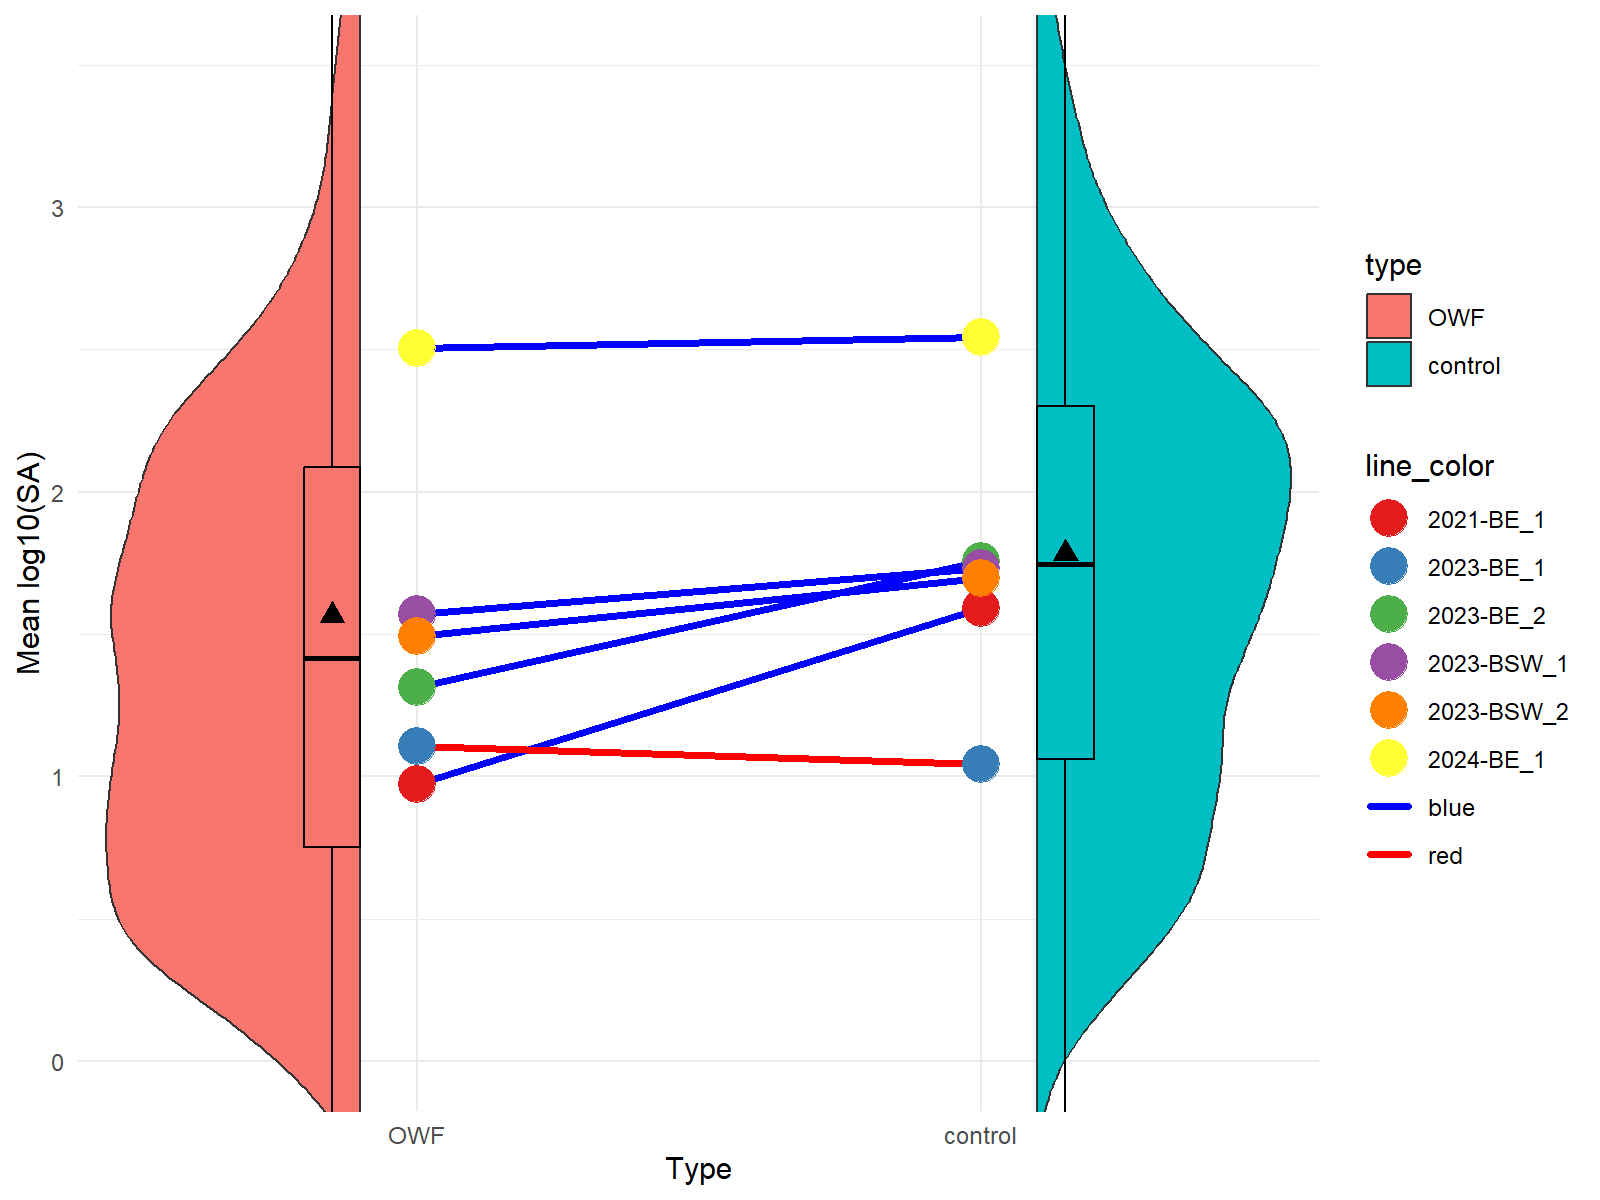 Mean log10(SA)
3
2
1
0
OWF
control
Type
type
OWF
control
line_color
2021-BE_1
2023-BE_1
2023-BE_2
2023-BSW_1
2023-BSW_2
2024-BE_1
blue
red